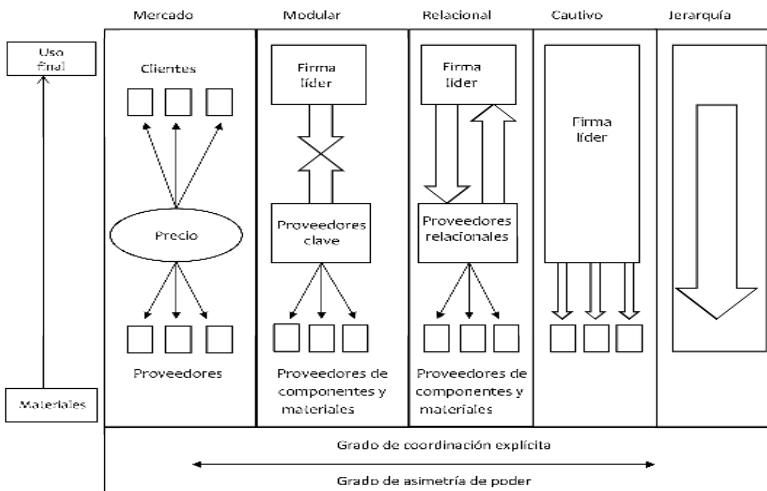 Mercado
Modular
Relacional
Cautivo
Jerarquía
Uso
final
Clientes
Firma
líder
Firma
líder
Firma
líder
Precio
Proveedores
clave
Proveedores
relacionales
Proveedores
Proveedores de
componentes y
materiales
Proveedores de
componentes y
materiales
Materiales
Grado de coordinación explícita
Grado de asimetría de poder